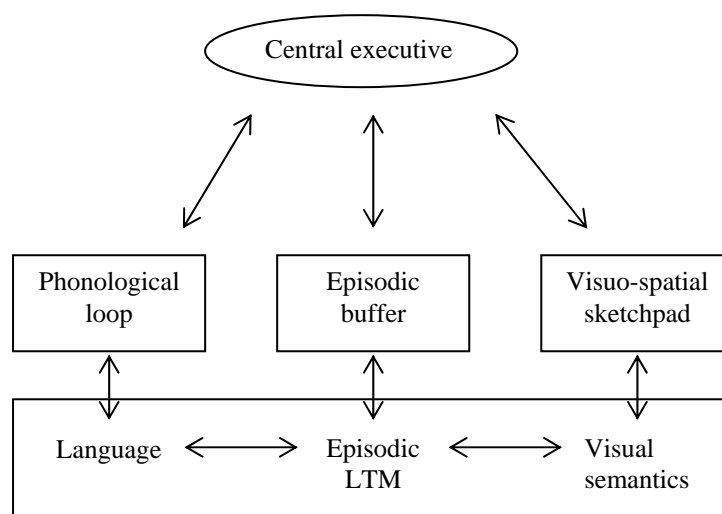 Central executive
Phonological
loop
Episodic
buffer
Visuo-spatial
sketchpad
Language
Episodic
LTM
Visual
semantics